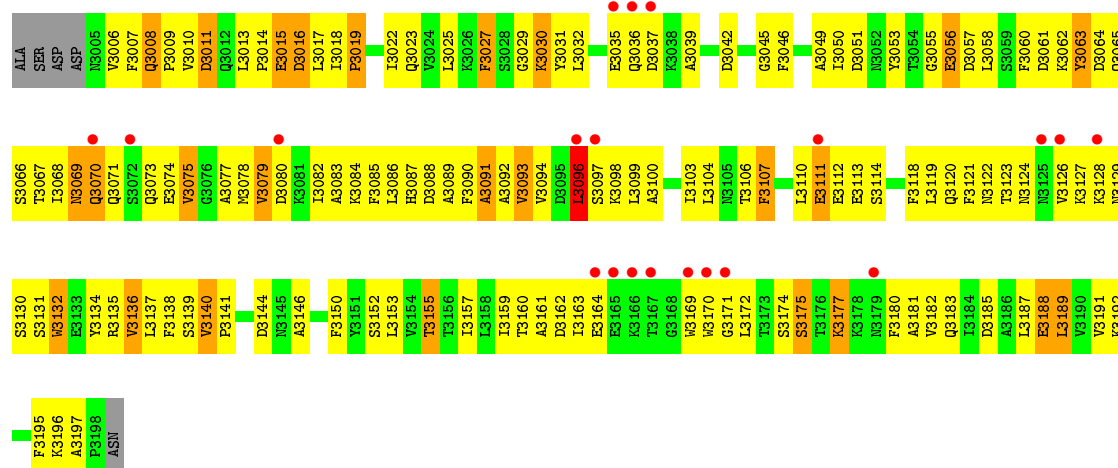 ALA SER ASP ASP N3005 V3006 F3007 Q3008 P3009 V3010 D3011 Q3012 L3013 P3014 E3015 D3016 L3017 I3018 P3019 I3022 Q3023 V3024 L3025 K3026 F3027 S3028 G3029 K3030 Y3031 L3032 E3035 Q3036 D3037 K3038 A3039 D3042 G3045 F3046 A3049 I3050 D3051 N3052 Y3053 T3054 G3055 E3056 D3057 L3058 S3059 F3060 D3061 K3062 Y3063 D3064
S3066 T3067 I3068 N3069 Q3070 Q3071 S3072 Q3073 E3074 V3075 G3076 A3077 M3078 V3079 D3080 K3081 I3082 A3083 K3084 F3085 L3086 H3087 D3088 A3089 F3090 A3091 A3092 V3093 V3094 D3095 L3096 S3097 K3098 L3099 A3100 I3103 L3104 N3105 T3106 F3107 L3110 E3111 E3112 E3113 S3114 F3118 L3119 Q3120 F3121 N3122 T3123 N3124 N3125 V3126 K3127 K3128 N3129
S3130 S3131 W3132 E3133 Y3134 R3135 V3136 L3137 F3138 S3139 V3140 P3141 D3144 N3145 A3146 F3150 Y3151 S3152 L3153 V3154 T3155 T3156 I3157 L3158 I3159 T3160 A3161 D3162 I3163 E3164 E3165 K3166 T3167 G3168 W3169 W3170 G3171 L3172 T3173 S3174 S3175 T3176 K3177 K3178 N3179 F3180 A3181 V3182 Q3183 I3184 D3185 A3186 L3187 E3188 L3189 V3190 V3191 K3192
F3195 K3196 A3197 P3198 ASN